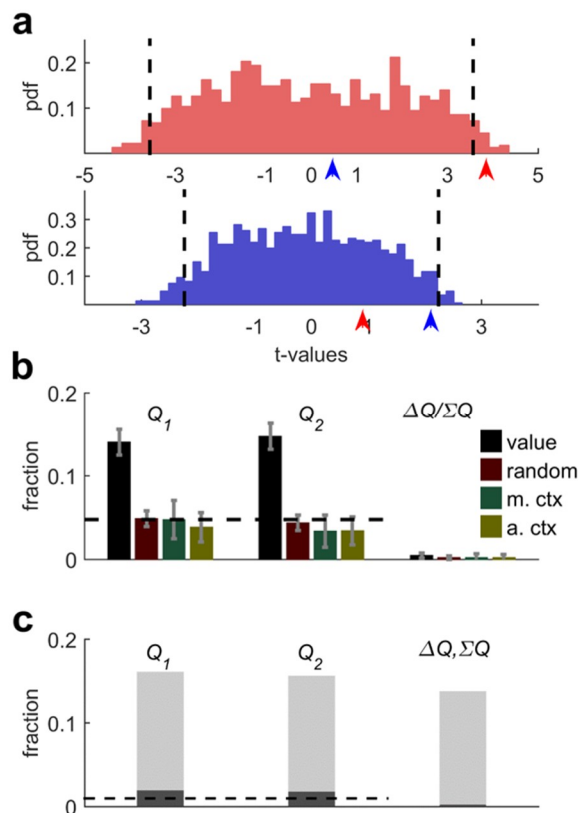 a
pdf
0.2
0.1
-5 -3 -1 0 1 3 5
pdf
0.3
0.2
0.1
-3 -1 0 1 3
t-values
b
fraction
0.2
0.1
0
Q1 Q2 ΔQ/ΣQ
value
random
m. ctx
a. ctx
c
fraction
0.2
0.1
0
Q1 Q2 ΔQ,ΣQ